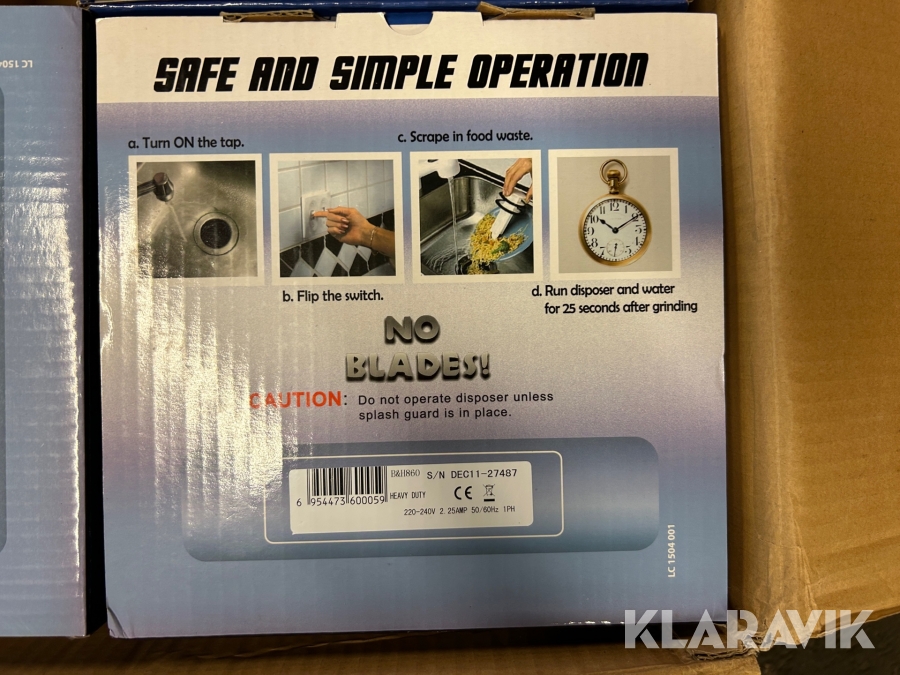 SAFE AND SIMPLE OPERATION
a. Turn ON the tap.
c. Scrape in food waste.
b. Flip the switch.
d. Run disposer and water
for 25 seconds after grinding
NO
BLADES!
CAUTION: Do not operate disposer unless
splash guard is in place.
B&H860 S/N DEC11-27487
HEAVY DUTY CE
6 954473 600059
220-240V 2.25AMP 50/60Hz 1PH
LC 1504 001
LC 1504
KLARAVIK